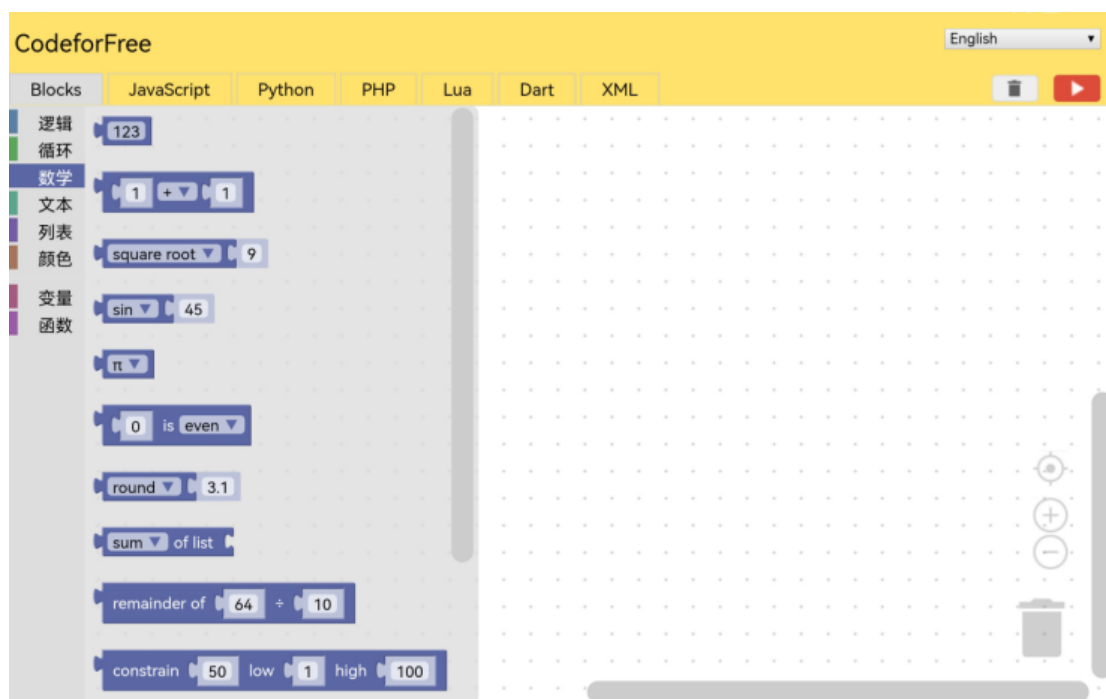 CodeforFree
English
Blocks JavaScript Python PHP Lua Dart XML
逻辑
循环
数学
文本
列表
颜色
变量
函数
123
1 + 1
square root 9
sin 45
π
0 is even
round 3.1
sum of list
remainder of 64 ÷ 10
constrain 50 low 1 high 100